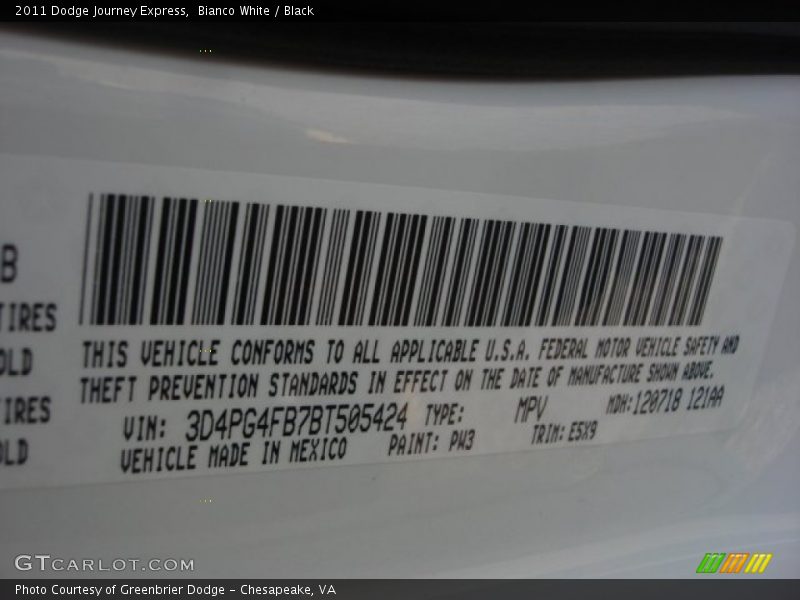 2011 Dodge Journey Express, Bianco White / Black
B
TIRES
OLD
TIRES
OLD
THIS VEHICLE CONFORMS TO ALL APPLICABLE U.S.A. FEDERAL MOTOR VEHICLE SAFETY AND
THEFT PREVENTION STANDARDS IN EFFECT ON THE DATE OF MANUFACTURE SHOWN ABOVE.
VIN: 3D4PG4FB7BT505424 TYPE: MPV MDH:120718 121AA
VEHICLE MADE IN MEXICO PAINT: PW3 TRIM: E5X9
GTCARLOT.COM
Photo Courtesy of Greenbrier Dodge - Chesapeake, VA